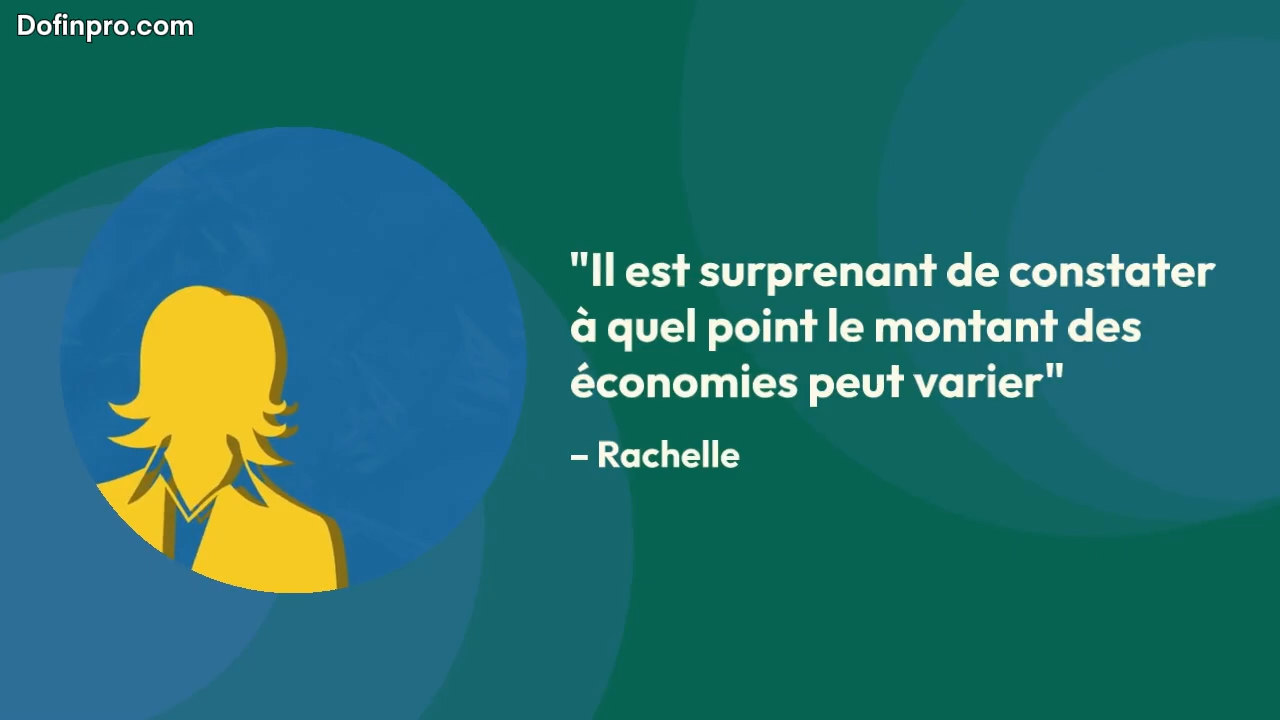 Dofinpro.com
"Il est surprenant de constater
à quel point le montant des
économies peut varier"
– Rachelle